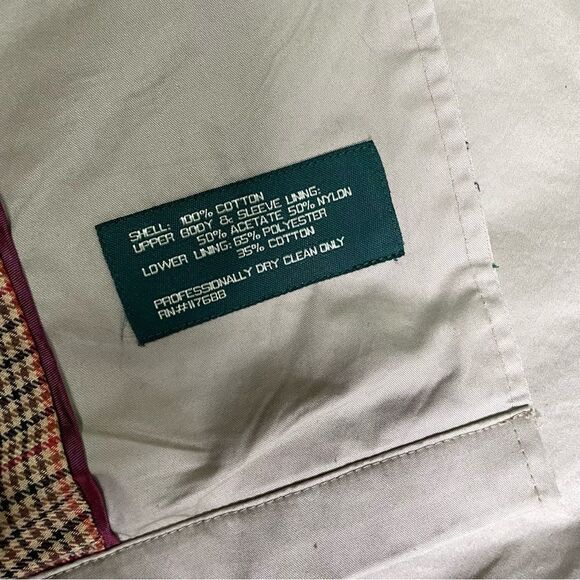 SHELL: 100% COTTON
UPPER BODY & SLEEVE LINING:
50% ACETATE 50% NYLON
LOWER LINING: 65% POLYESTER
35% COTTON
PROFESSIONALLY DRY CLEAN ONLY
RN#117688